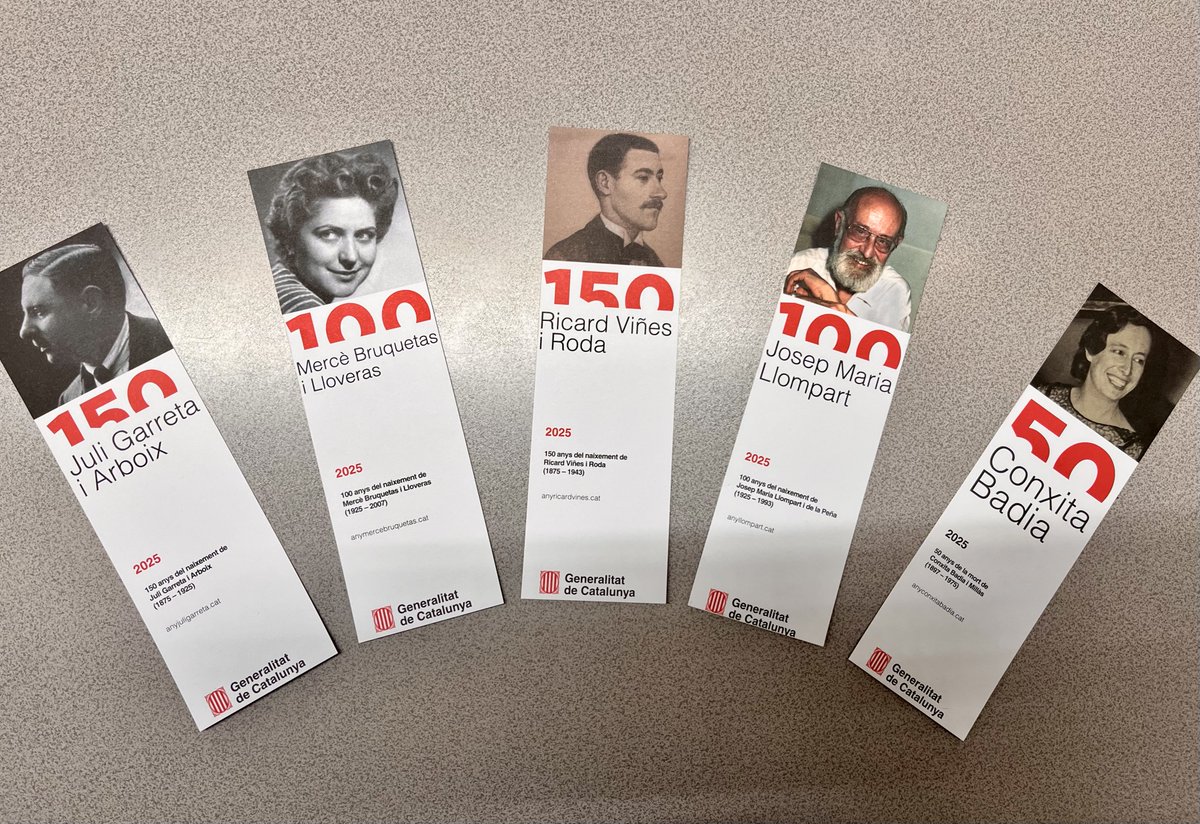 150
Juli Garreta
i Arboix
2025
150 anys del naixement de
Juli Garreta i Arboix
(1875 – 1925)
anyjuligarreta.cat
Generalitat
de Catalunya
100
Mercè Bruquetas
i Lloveras
2025
100 anys del naixement de
Mercè Bruquetas i Lloveras
(1925 – 2007)
anymercebruquetas.cat
Generalitat
de Catalunya
150
Ricard Viñes
i Roda
2025
150 anys del naixement de
Ricard Viñes i Roda
(1875 – 1943)
anyricardvines.cat
Generalitat
de Catalunya
100
Josep Maria
Llompart
2025
100 anys del naixement de
Josep Maria Llompart i de la Peña
(1925 – 1993)
anyllompart.cat
Generalitat
de Catalunya
50
Conxita
Badia
2025
50 anys de la mort de
Conxita Badia i Millàs
(1897 – 1975)
anyconxitabadia.cat
Generalitat
de Catalunya